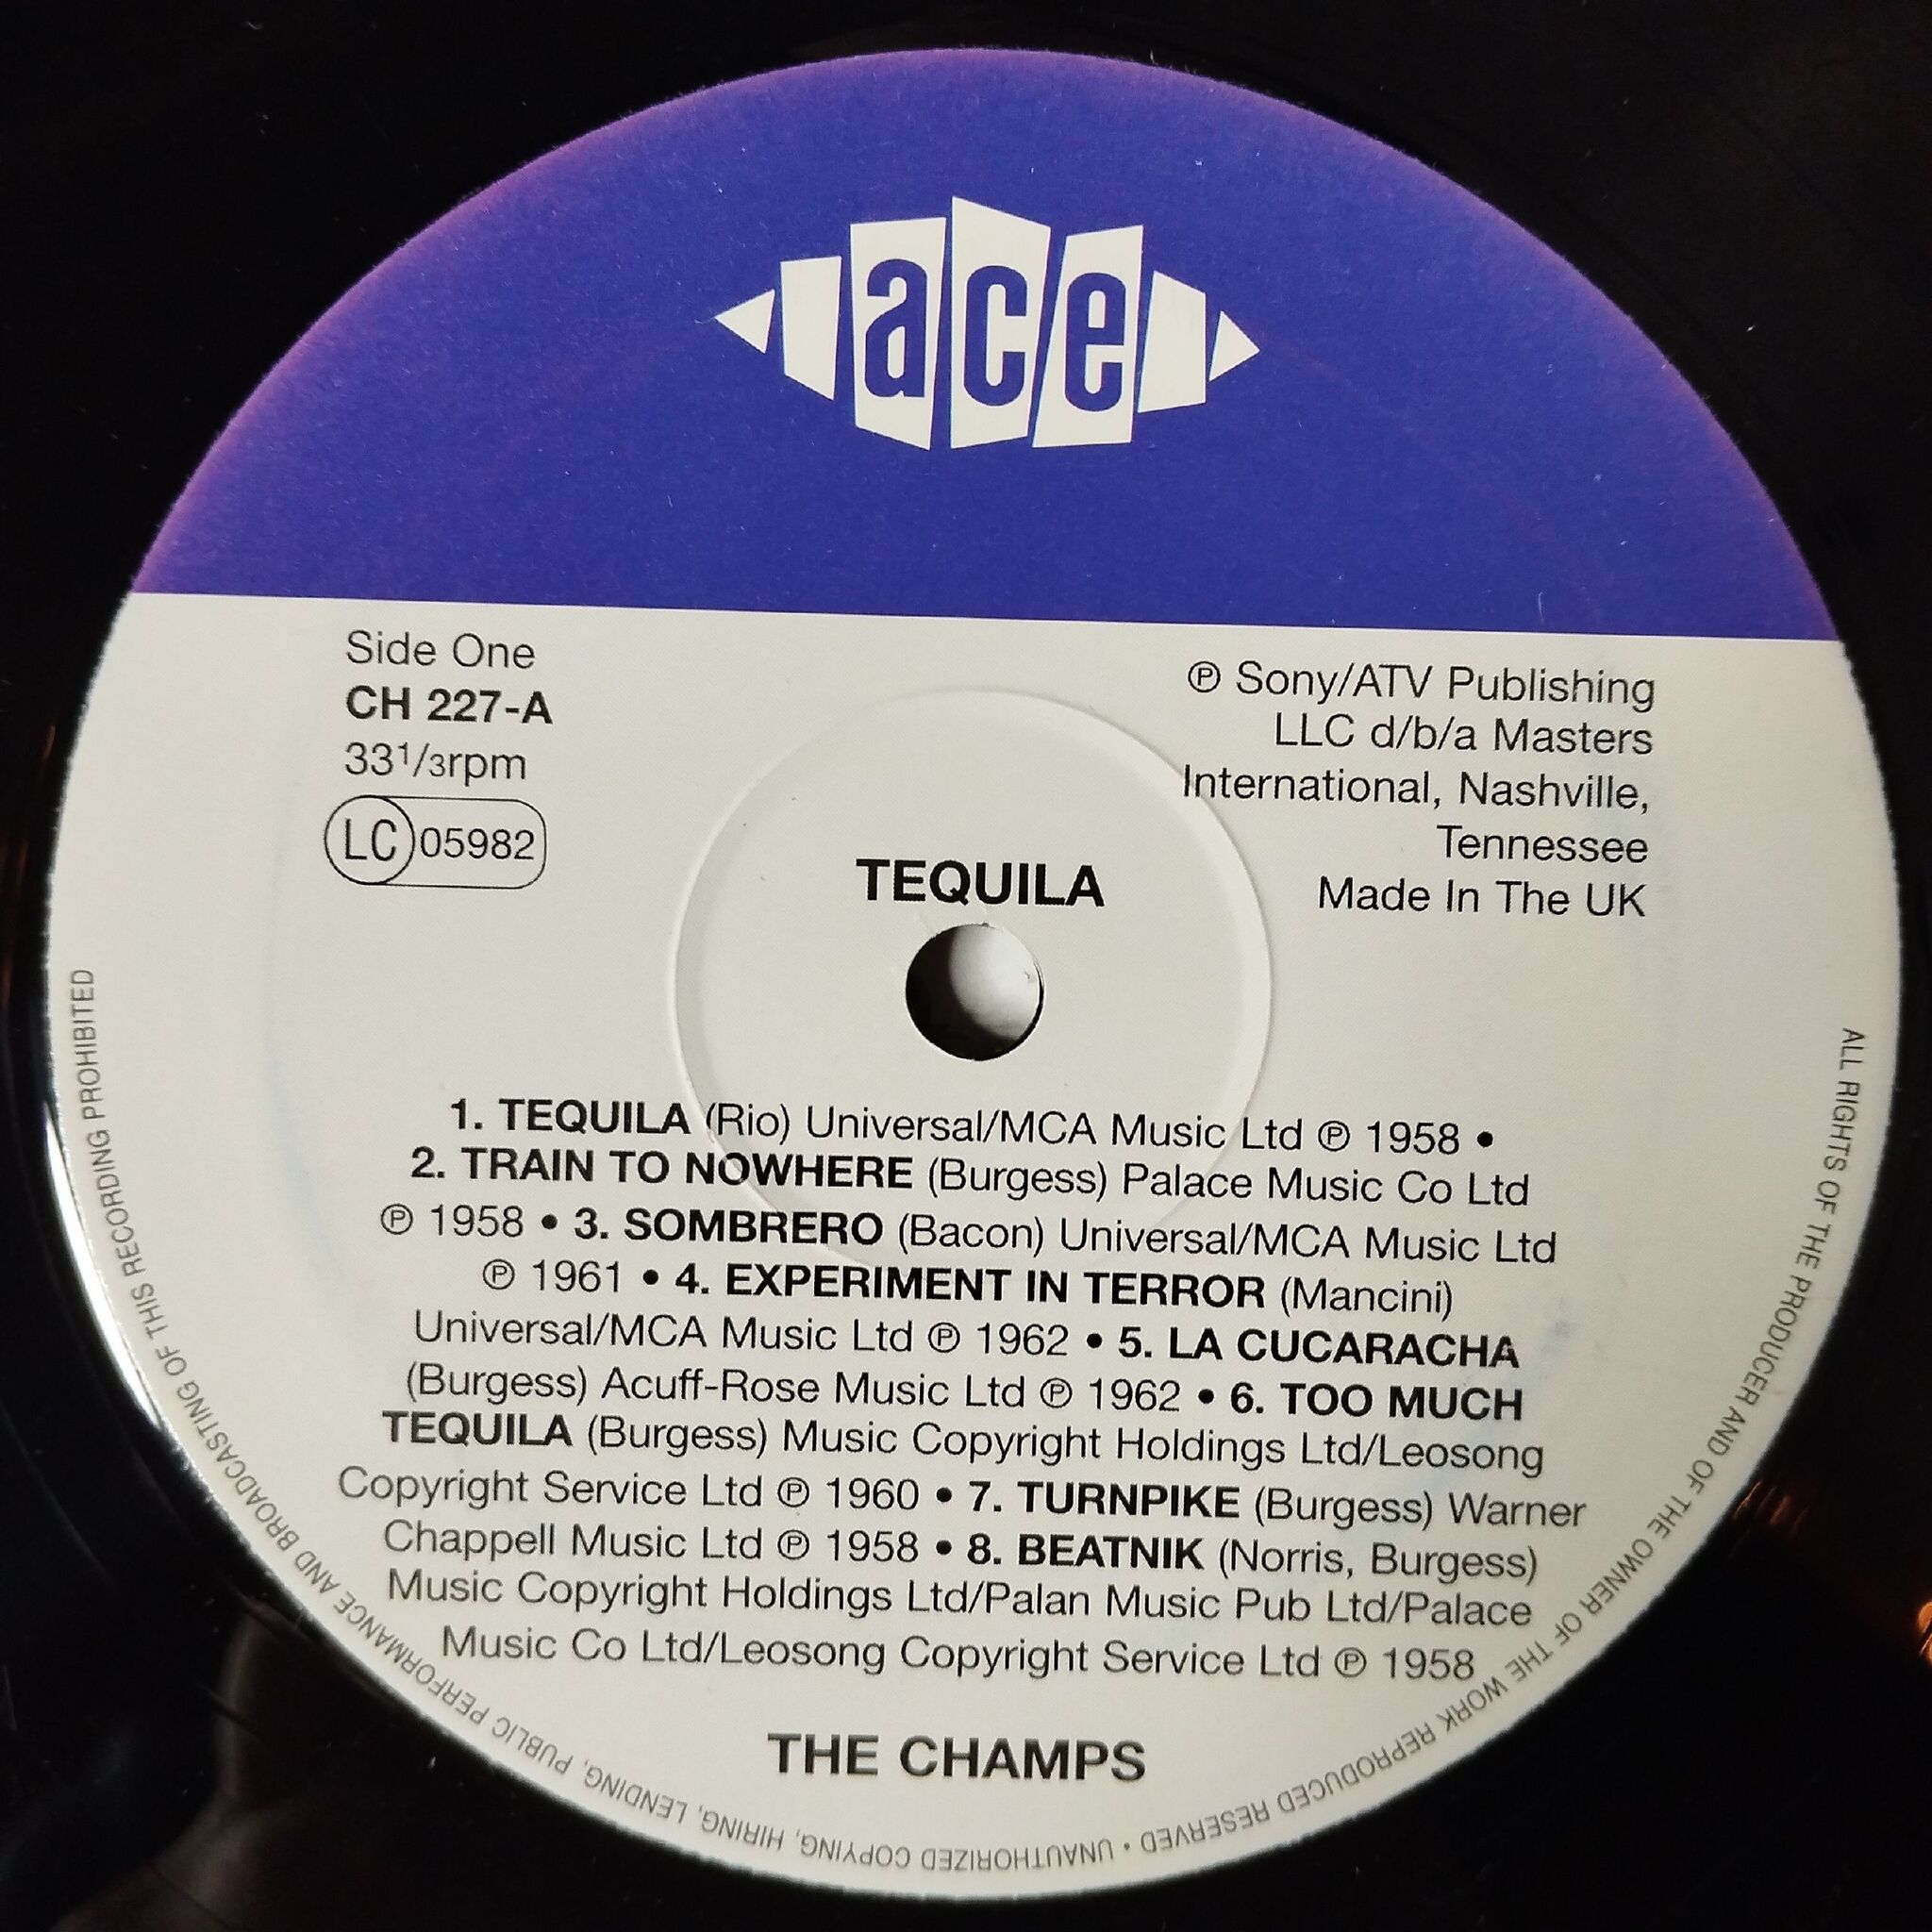 ace
Side One
CH 227-A
33 1/3rpm
LC 05982
℗ Sony/ATV Publishing
LLC d/b/a Masters
International, Nashville,
Tennessee
Made In The UK
TEQUILA
1. TEQUILA (Rio) Universal/MCA Music Ltd ℗ 1958 •
2. TRAIN TO NOWHERE (Burgess) Palace Music Co Ltd
℗ 1958 • 3. SOMBRERO (Bacon) Universal/MCA Music Ltd
℗ 1961 • 4. EXPERIMENT IN TERROR (Mancini)
Universal/MCA Music Ltd ℗ 1962 • 5. LA CUCARACHA
(Burgess) Acuff-Rose Music Ltd ℗ 1962 • 6. TOO MUCH
TEQUILA (Burgess) Music Copyright Holdings Ltd/Leosong
Copyright Service Ltd ℗ 1960 • 7. TURNPIKE (Burgess) Warner
Chappell Music Ltd ℗ 1958 • 8. BEATNIK (Norris, Burgess)
Music Copyright Holdings Ltd/Palan Music Pub Ltd/Palace
Music Co Ltd/Leosong Copyright Service Ltd ℗ 1958
THE CHAMPS
ALL RIGHTS OF THE PRODUCER AND OF THE OWNER OF THE WORK REPRODUCED RESERVED • UNAUTHORIZED COPYING, HIRING, LENDING, PUBLIC PERFORMANCE AND BROADCASTING OF THIS RECORDING PROHIBITED